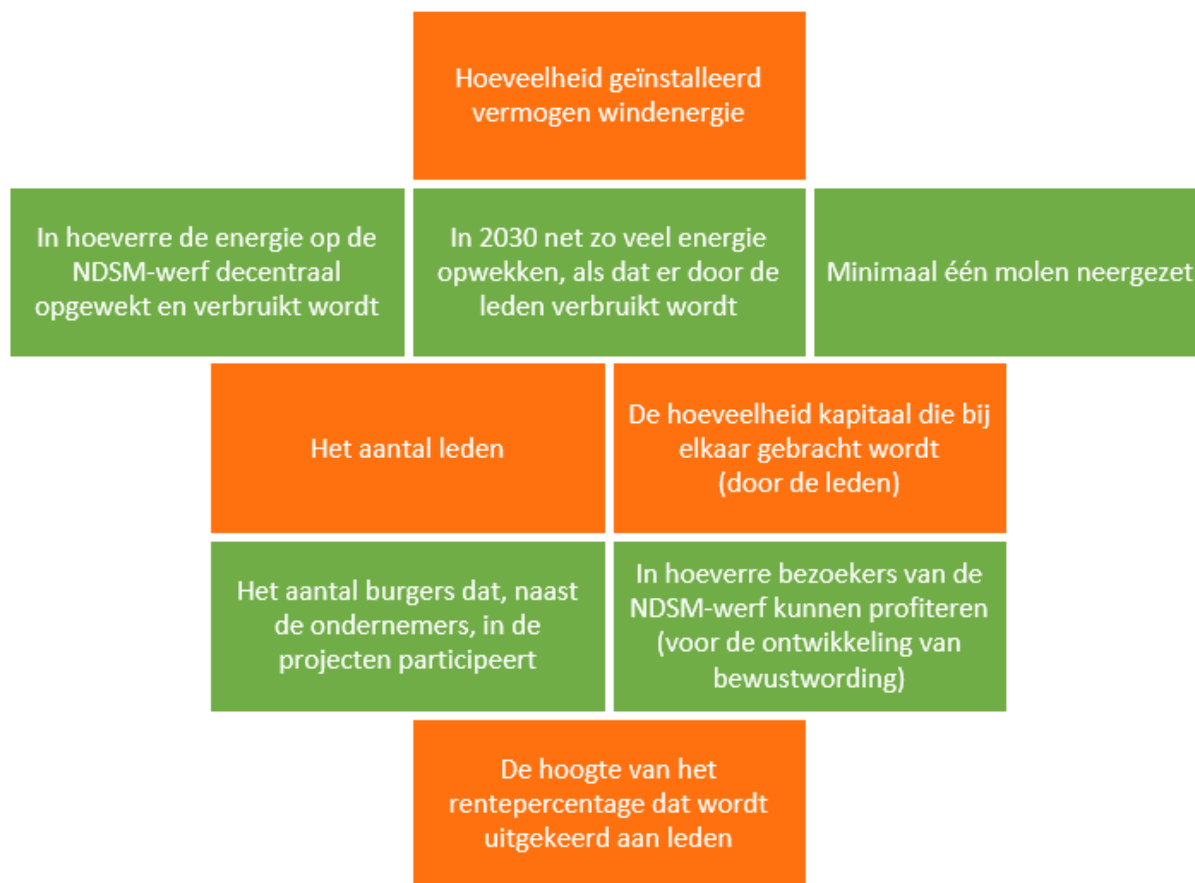 Hoeveelheid geïnstalleerd
vermogen windenergie
In hoeverre de energie op de
NDSM-werf decentraal
opgewekt en verbruikt wordt
In 2030 net zo veel energie
opwekken, als dat er door de
leden verbruikt wordt
Minimaal één molen neergezet
Het aantal leden
De hoeveelheid kapitaal die bij
elkaar gebracht wordt
(door de leden)
Het aantal burgers dat, naast
de ondernemers, in de
projecten participeert
In hoeverre bezoekers van de
NDSM-werf kunnen profiteren
(voor de ontwikkeling van
bewustwording)
De hoogte van het
rentepercentage dat wordt
uitgekeerd aan leden